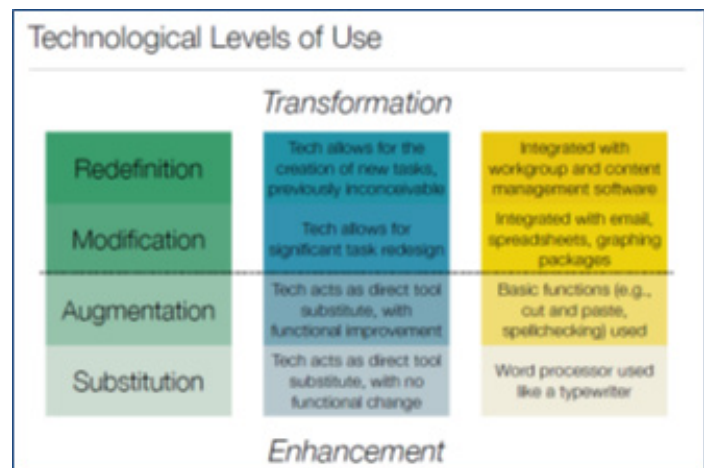 Technological Levels of Use
Transformation
Redefinition
Tech allows for the
creation of new tasks,
previously inconceivable
Integrated with
workgroup and content
management software
Modification
Tech allows for
significant task redesign
Integrated with email,
spreadsheets, graphing
packages
Augmentation
Tech acts as direct tool
substitute, with
functional improvement
Basic functions (e.g.,
cut and paste,
spellchecking) used
Substitution
Tech acts as direct tool
substitute, with no
functional change
Word processor used
like a typewriter
Enhancement